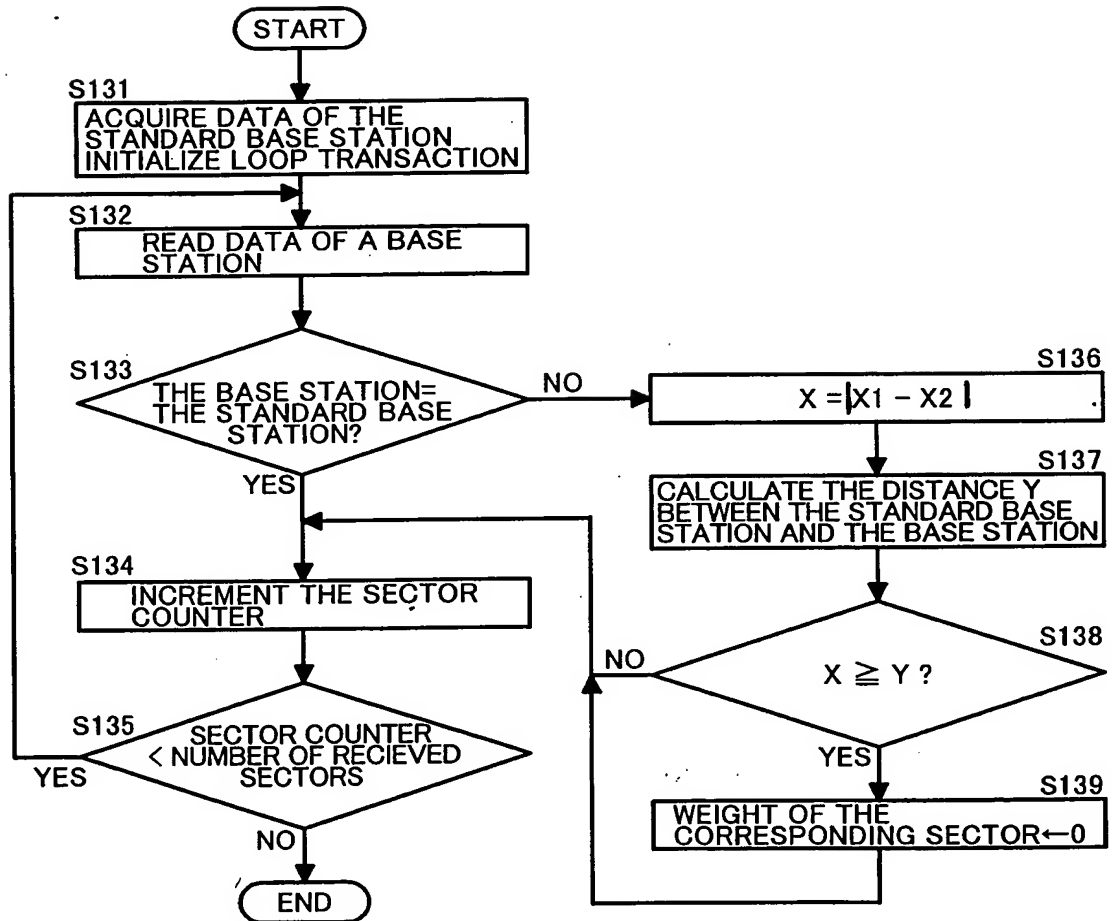 START
S131
ACQUIRE DATA OF THE
STANDARD BASE STATION
INITIALIZE LOOP TRANSACTION
S132
READ DATA OF A BASE
STATION
S133
THE BASE STATION=
THE STANDARD BASE
STATION?
NO
YES
S134
INCREMENT THE SECTOR
COUNTER
S135
SECTOR COUNTER
< NUMBER OF RECIEVED
SECTORS
YES
NO
END
S136
X = |X1 − X2|
S137
CALCULATE THE DISTANCE Y
BETWEEN THE STANDARD BASE
STATION AND THE BASE STATION
S138
X ≧ Y ?
NO
YES
S139
WEIGHT OF THE
CORRESPONDING SECTOR←0